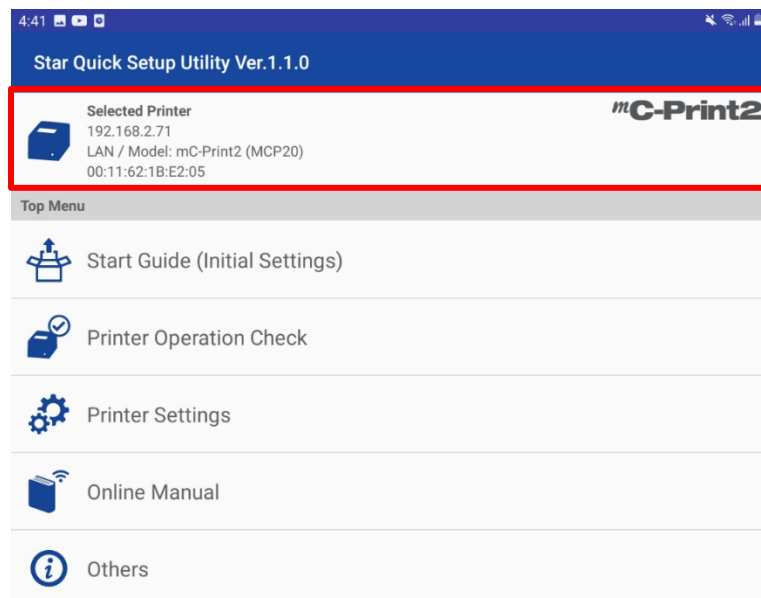 4:41
Star Quick Setup Utility Ver.1.1.0
Selected Printer
mC-Print2
192.168.2.71
LAN / Model: mC-Print2 (MCP20)
00:11:62:1B:E2:05
Top Menu
Start Guide (Initial Settings)
Printer Operation Check
Printer Settings
Online Manual
Others